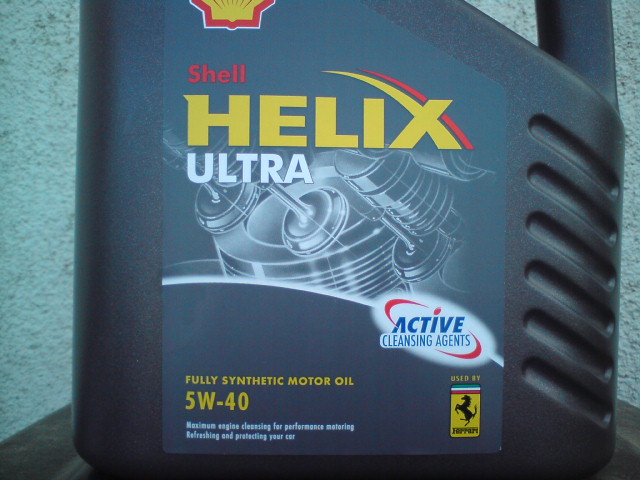 Shell
HELIX
ULTRA
ACTIVE
CLEANSING AGENTS
FULLY SYNTHETIC MOTOR OIL
5W-40
Maximum engine cleansing for performance motoring
Refreshing and protecting your car
USED BY
Ferrari